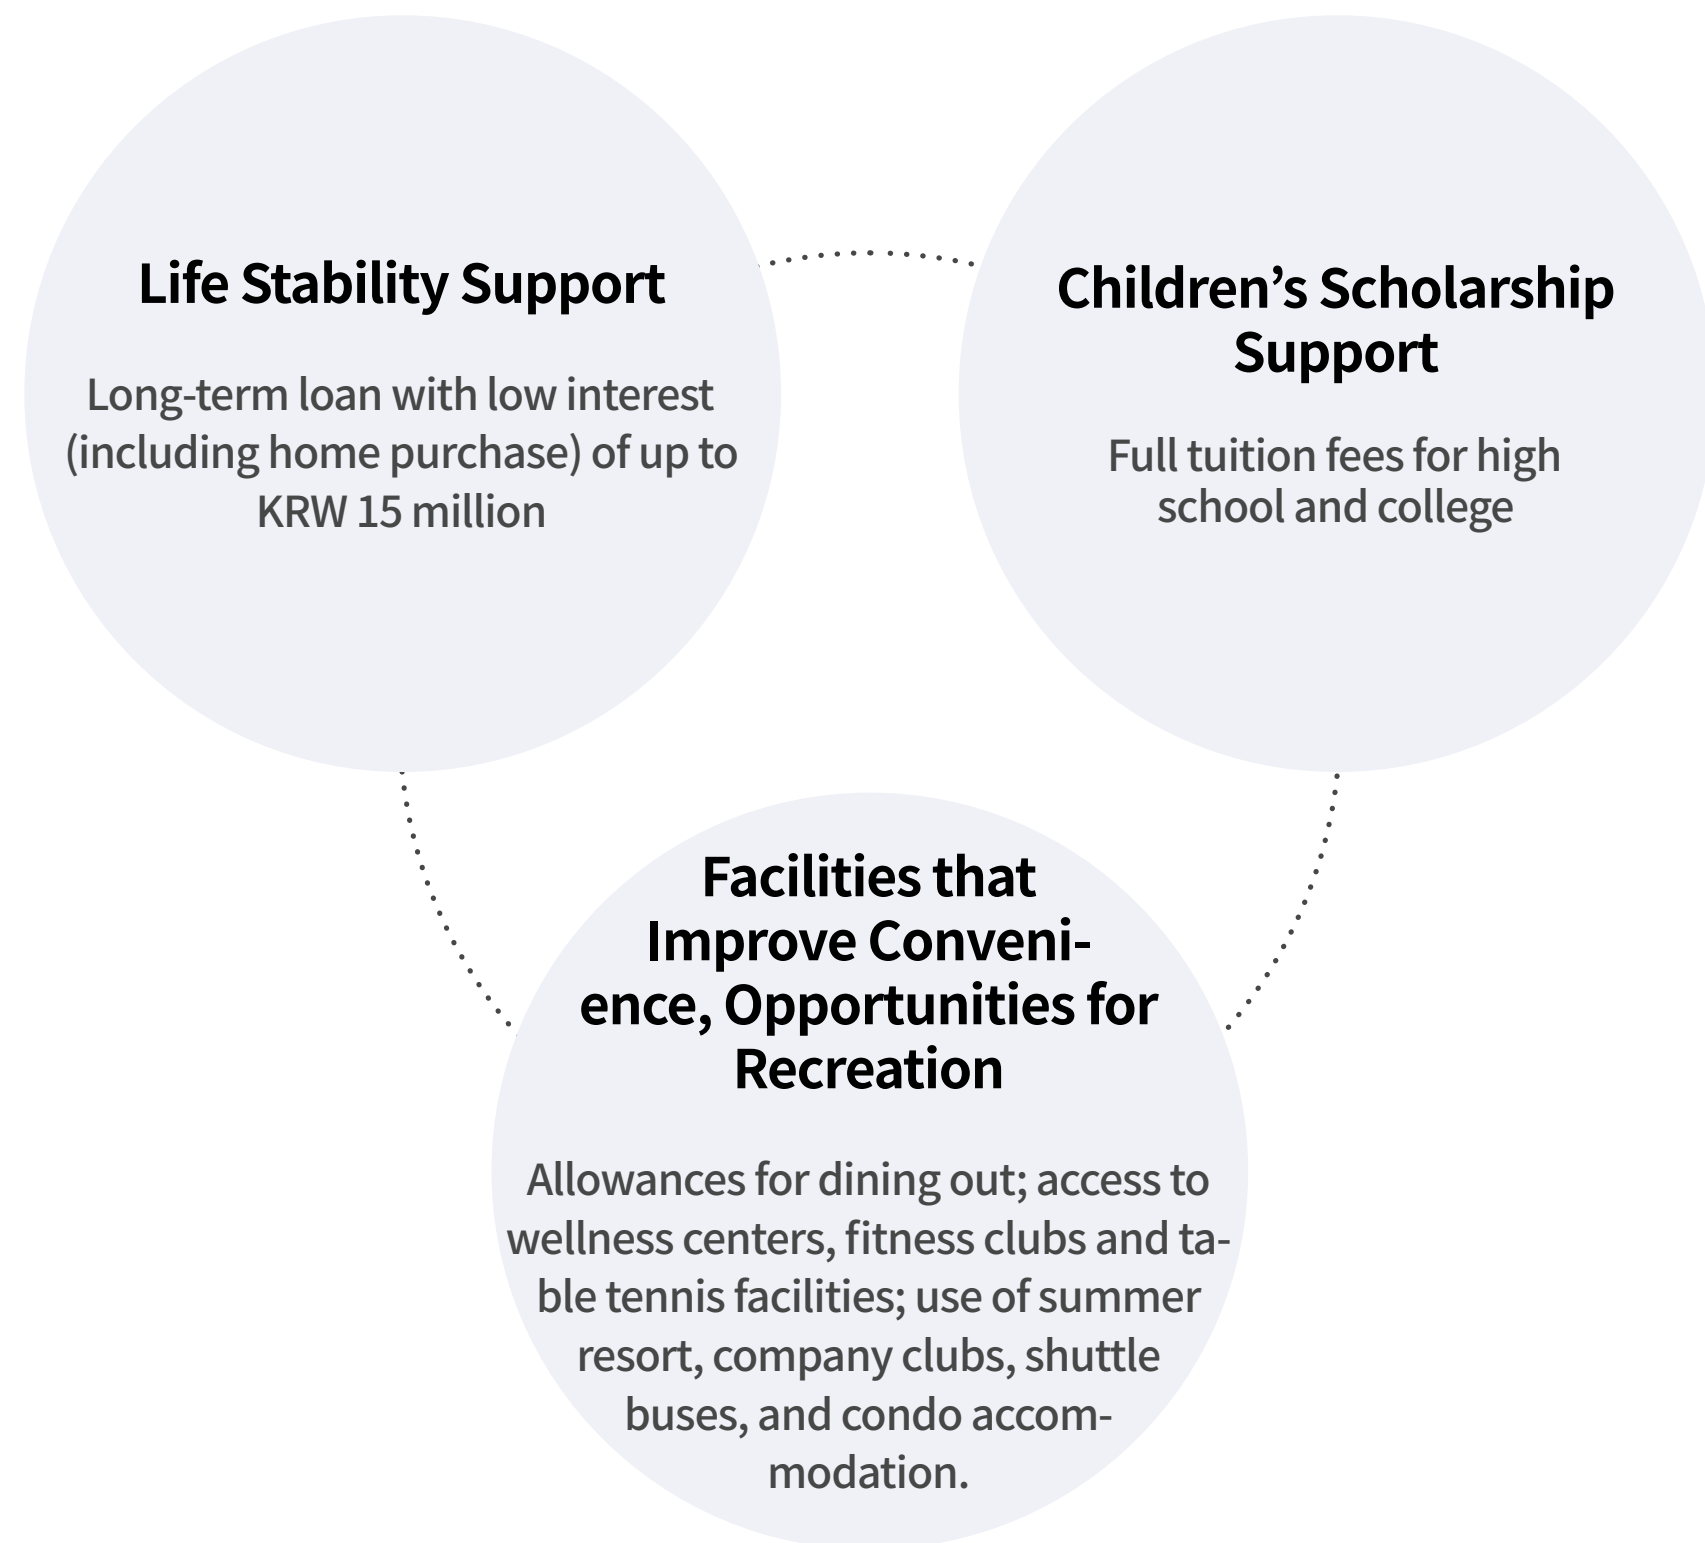 Life Stability Support
Long-term loan with low interest
(including home purchase) of up to
KRW 15 million
Children’s Scholarship
Support
Full tuition fees for high
school and college
Facilities that
Improve Conveni-
ence, Opportunities for
Recreation
Allowances for dining out; access to
wellness centers, fitness clubs and ta-
ble tennis facilities; use of summer
resort, company clubs, shuttle
buses, and condo accom-
modation.